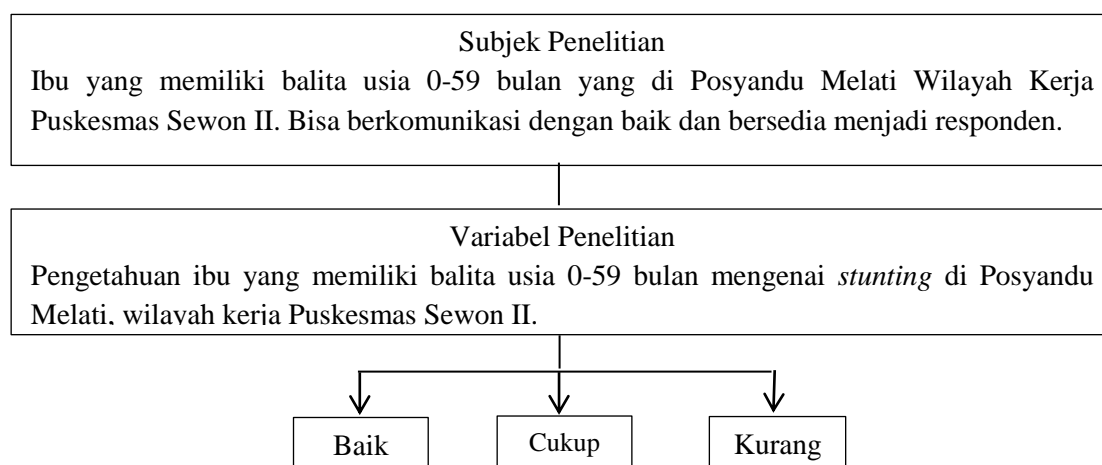 Subjek Penelitian
Ibu yang memiliki balita usia 0-59 bulan yang di Posyandu Melati Wilayah Kerja
Puskesmas Sewon II. Bisa berkomunikasi dengan baik dan bersedia menjadi responden.
Variabel Penelitian
Pengetahuan ibu yang memiliki balita usia 0-59 bulan mengenai stunting di Posyandu
Melati, wilayah kerja Puskesmas Sewon II.
Baik
Cukup
Kurang